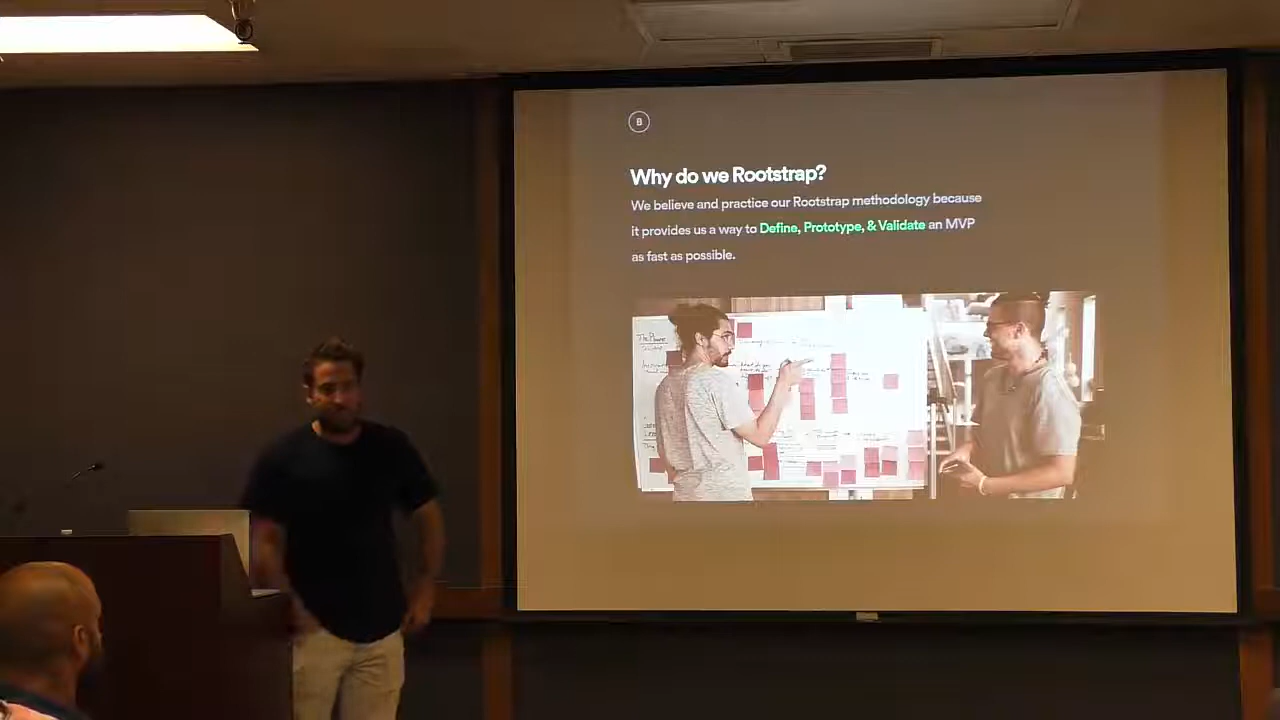 B
Why do we Rootstrap?
We believe and practice our Rootstrap methodology because
it provides us a way to Define, Prototype, & Validate an MVP
as fast as possible.